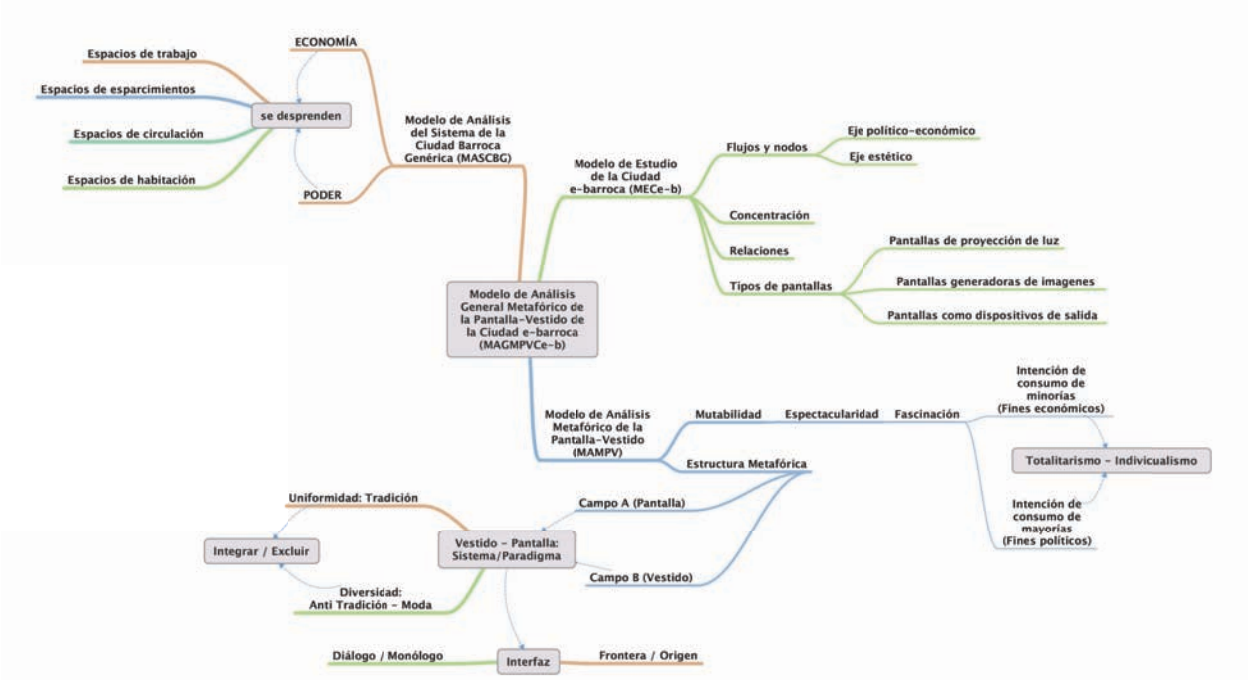 ECONOMÍA
Espacios de trabajo
Espacios de esparcimientos
se desprenden
Espacios de circulación
Espacios de habitación
PODER
Modelo de Análisis
del Sistema de la
Ciudad Barroca
Genérica (MASCBG)
Modelo de Estudio
de la Ciudad
e-barroca (MECe-b)
Flujos y nodos
Eje político-económico
Eje estético
Concentración
Relaciones
Tipos de pantallas
Pantallas de proyección de luz
Pantallas generadoras de imagenes
Pantallas como dispositivos de salida
Modelo de Análisis
General Metafórico de
la Pantalla-Vestido de
la Ciudad e-barroca
(MAGMPVCe-b)
Modelo de Análisis
Metafórico de la
Pantalla-Vestido
(MAMPV)
Mutabilidad
Espectacularidad
Fascinación
Intención de
consumo de
minorías
(Fines económicos)
Totalitarismo - Indivicualismo
Intención de
consumo de
mayorías
(Fines políticos)
Estructura Metafórica
Campo A (Pantalla)
Campo B (Vestido)
Vestido - Pantalla:
Sistema/Paradigma
Uniformidad: Tradición
Integrar / Excluir
Diversidad:
Anti Tradición - Moda
Diálogo / Monólogo
Interfaz
Frontera / Origen